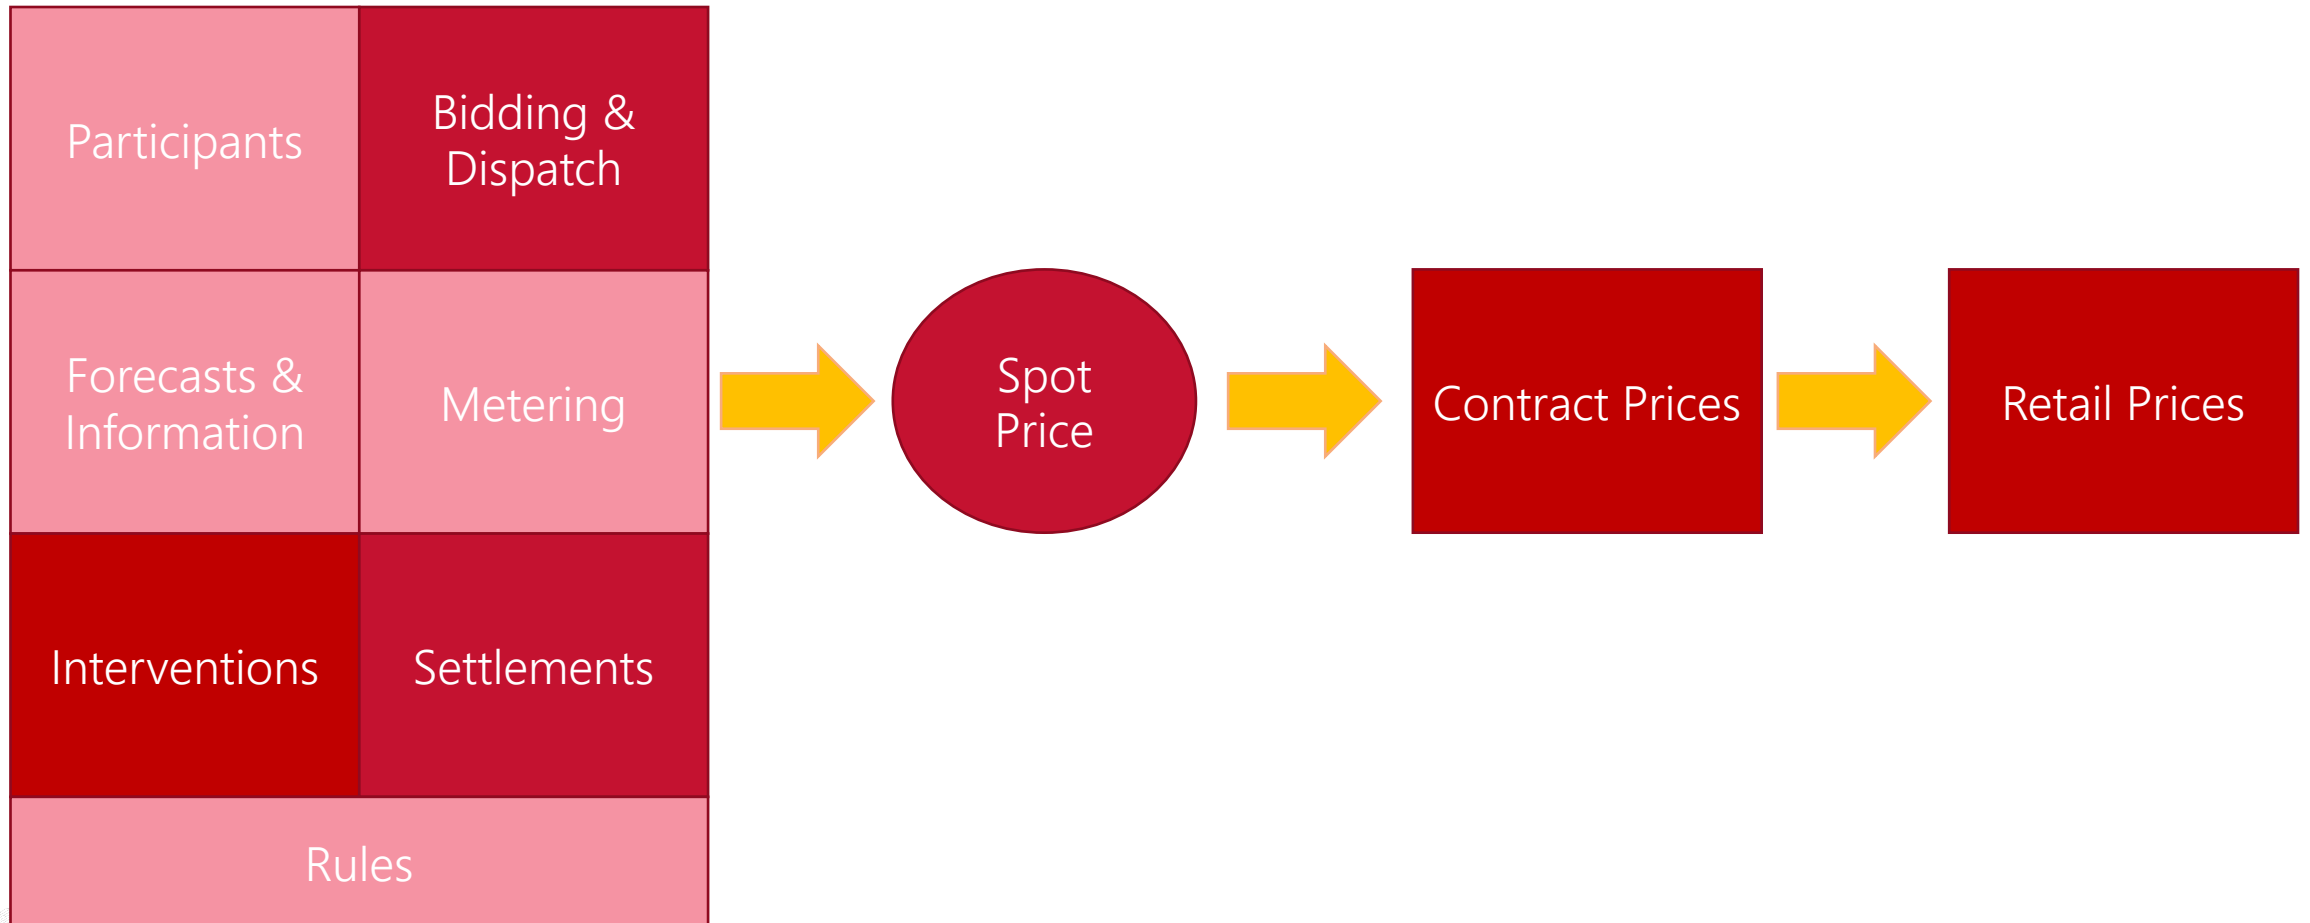 Participants
Bidding &
Dispatch
Forecasts &
Information
Metering
Interventions
Settlements
Rules
Spot
Price
Contract Prices
Retail Prices